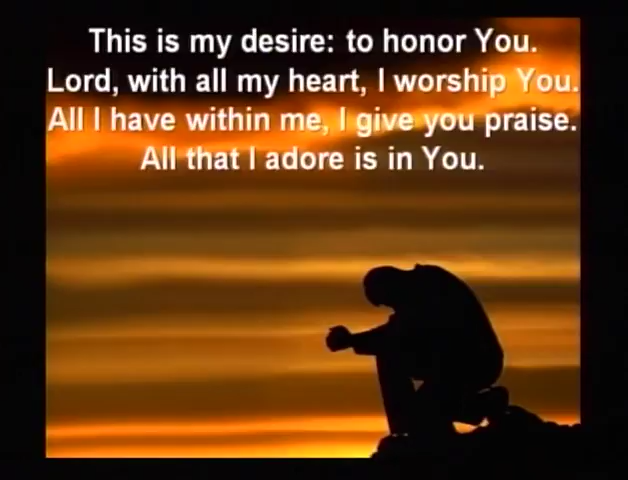 This is my desire: to honor You.
Lord, with all my heart, I worship You.
All I have within me, I give you praise.
All that I adore is in You.